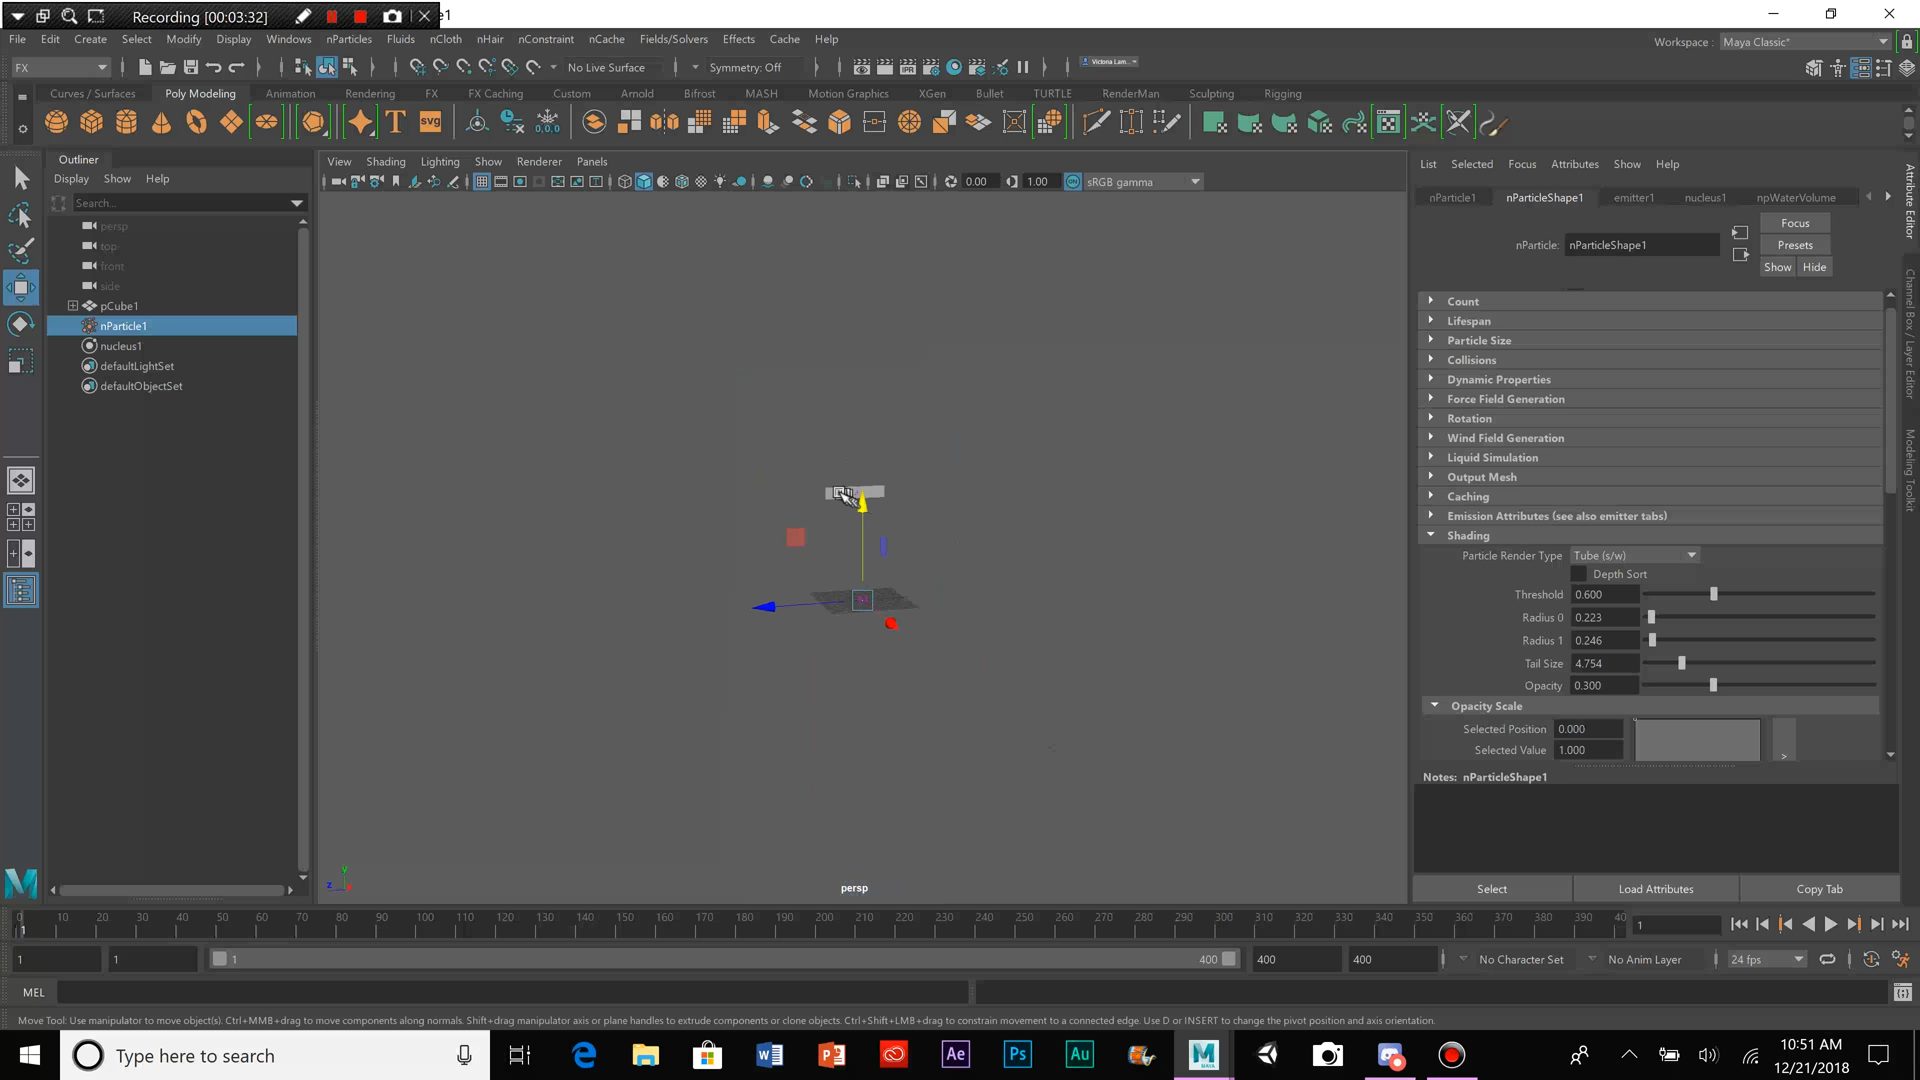 Recording [00:03:32]
e1
File Edit Create Select Modify Display Windows nParticles Fluids nCloth nHair nConstraint nCache Fields/Solvers Effects Cache Help
Workspace : Maya Classic*
FX
No Live Surface
Symmetry: Off
Victoria Lam...
Curves / Surfaces Poly Modeling Animation Rendering FX FX Caching Custom Arnold Bifrost MASH Motion Graphics XGen Bullet TURTLE RenderMan Sculpting Rigging
T
svg
0,0,0
IPR
Outliner
Display Show Help
Search...
persp
top
front
side
pCube1
nParticle1
nucleus1
defaultLightSet
defaultObjectSet
View Shading Lighting Show Renderer Panels
0.00
1.00
sRGB gamma
persp
y
z
List Selected Focus Attributes Show Help
nParticle1 nParticleShape1 emitter1 nucleus1 npWaterVolume
nParticle: nParticleShape1
Focus
Presets
Show Hide
Count
Lifespan
Particle Size
Collisions
Dynamic Properties
Force Field Generation
Rotation
Wind Field Generation
Liquid Simulation
Output Mesh
Caching
Emission Attributes (see also emitter tabs)
Shading
Particle Render Type Tube (s/w)
Depth Sort
Threshold 0.600
Radius 0 0.223
Radius 1 0.246
Tail Size 4.754
Opacity 0.300
Opacity Scale
Selected Position 0.000
Selected Value 1.000
>
Notes: nParticleShape1
Select Load Attributes Copy Tab
Attribute Editor
Channel Box / Layer Editor
Modeling Toolkit
0 10 20 30 40 50 60 70 80 90 100 110 120 130 140 150 160 170 180 190 200 210 220 230 240 250 260 270 280 290 300 310 320 330 340 350 360 370 380 390 40
1
1
1 1 1 400 400 400 No Character Set No Anim Layer 24 fps
MEL
Move Tool: Use manipulator to move object(s). Ctrl+MMB+drag to move components along normals. Shift+drag manipulator axis or plane handles to extrude components or clone objects. Ctrl+Shift+LMB+drag to constrain movement to a connected edge. Use D or INSERT to change the pivot position and axis orientation.
Type here to search
Ae
Ps
Au
10:51 AM
12/21/2018